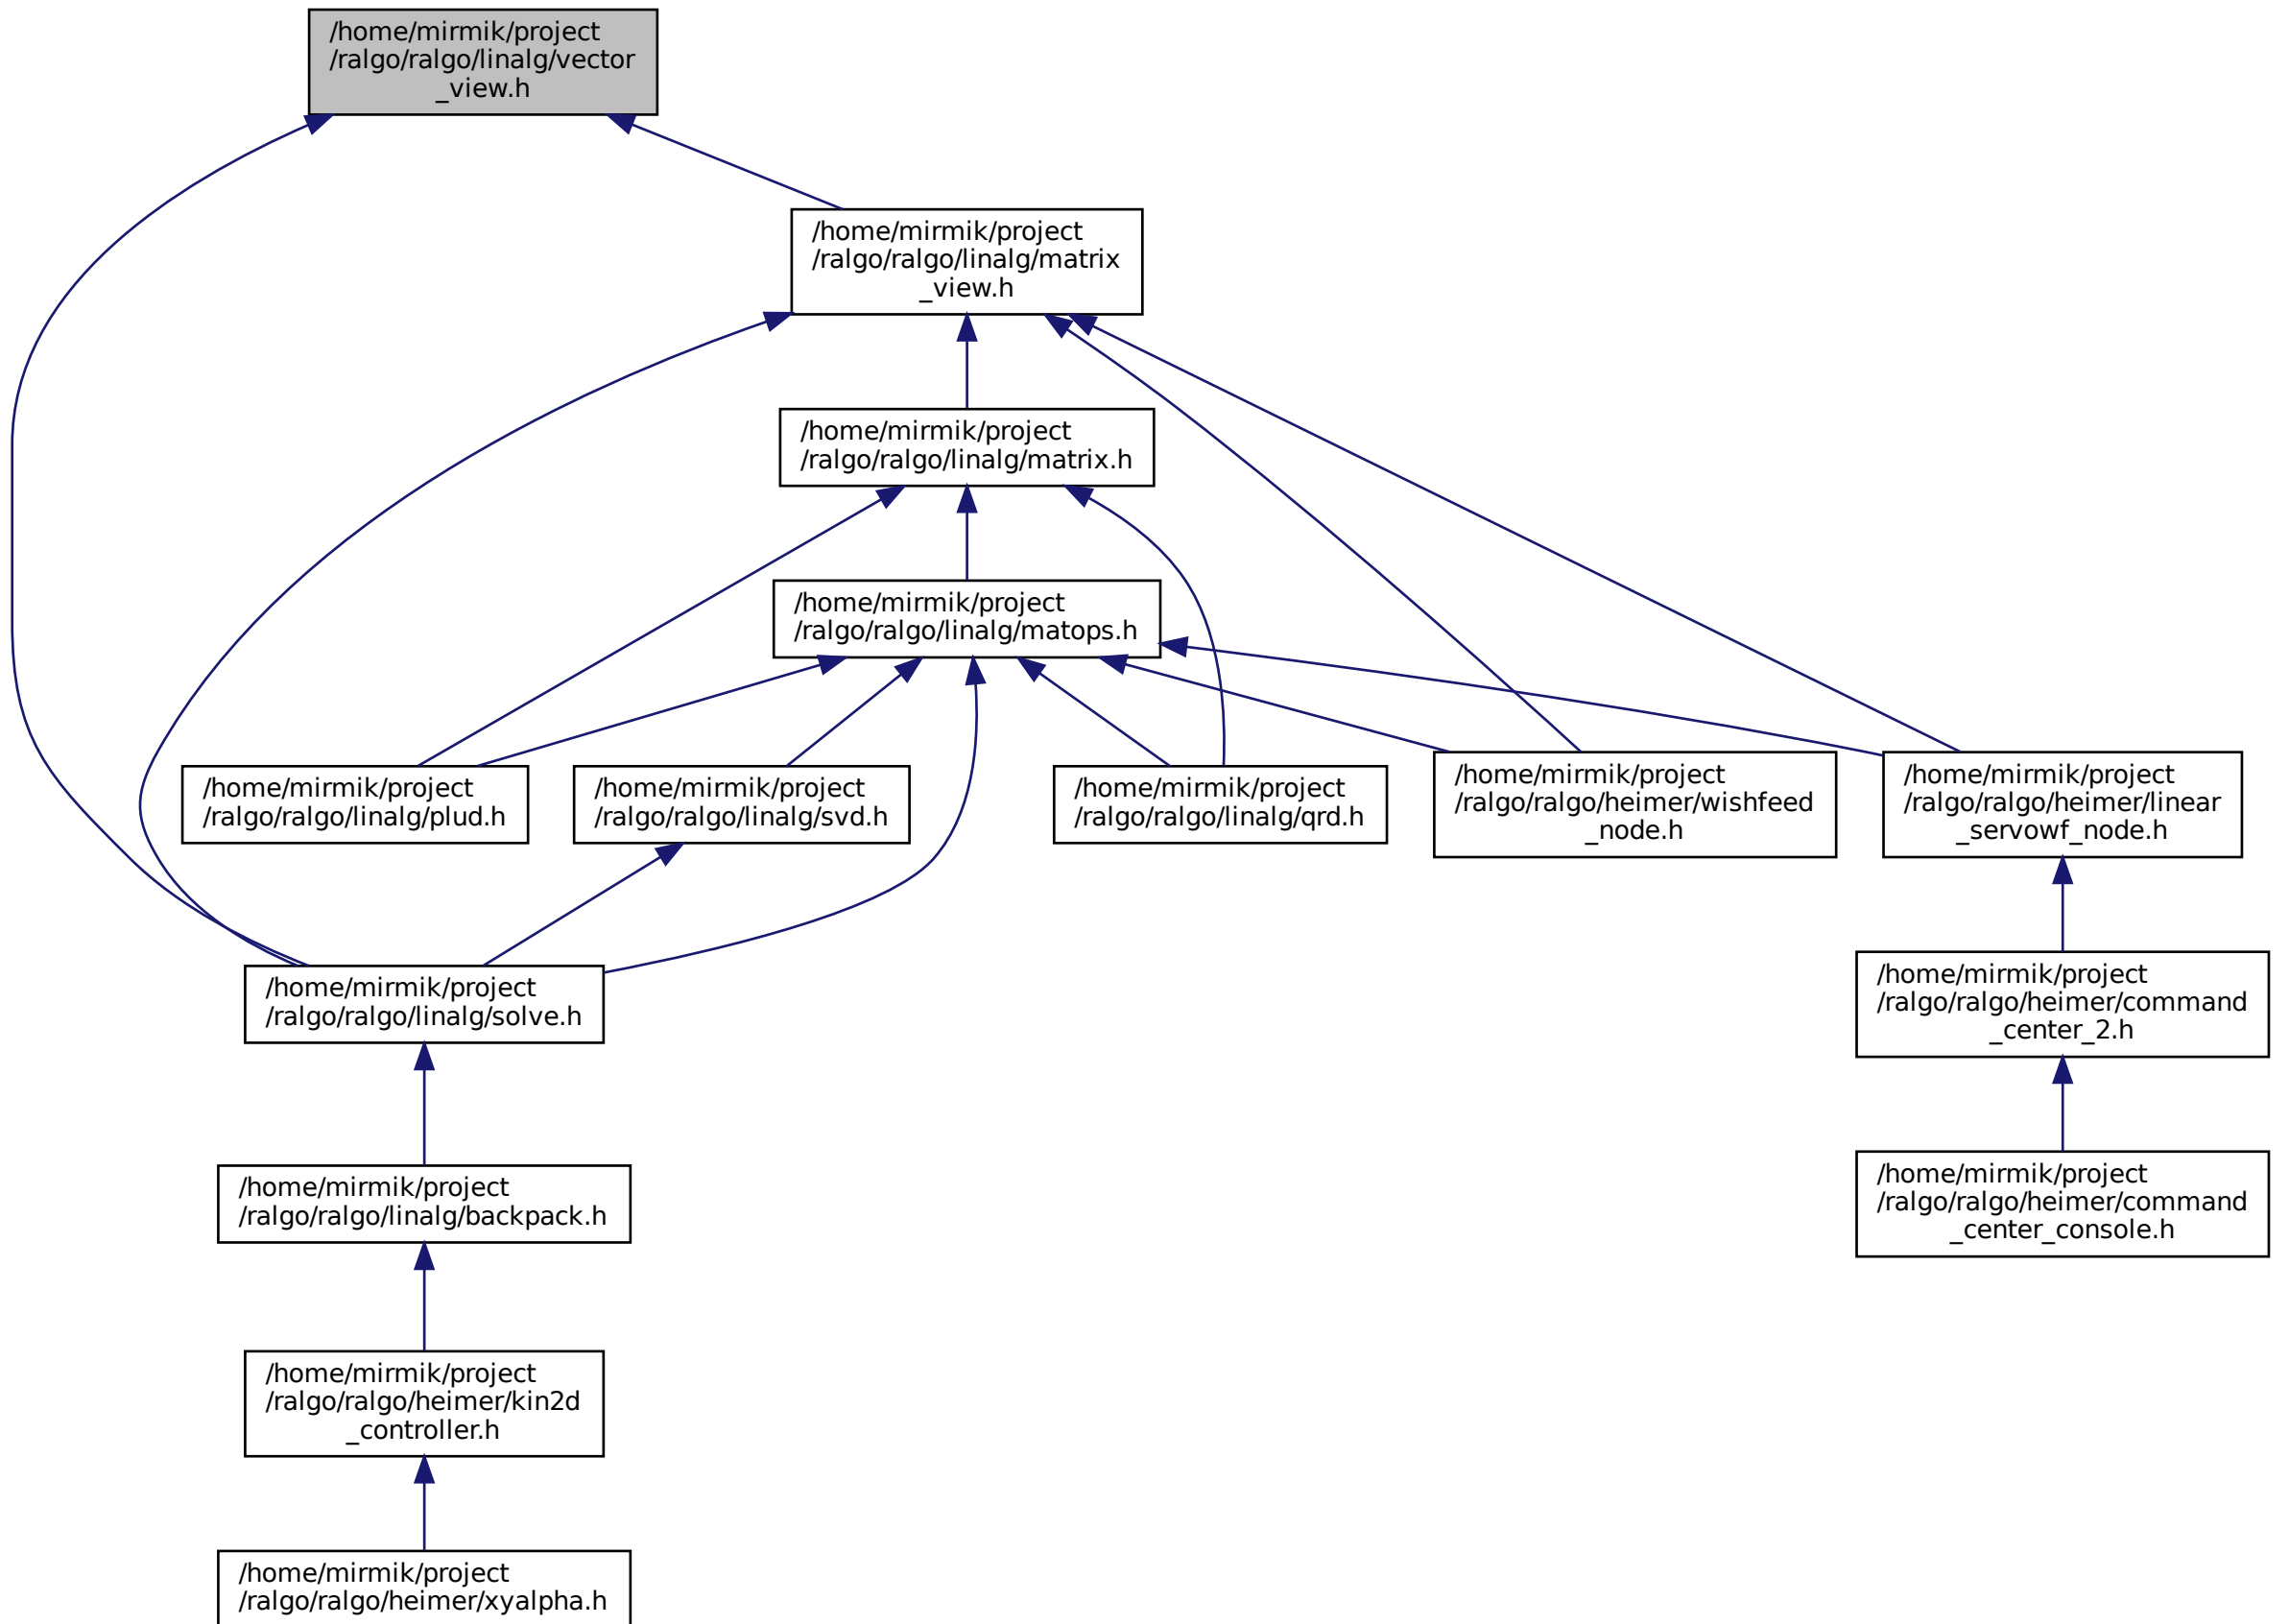 /home/mirmik/project
/ralgo/ralgo/linalg/vector
_view.h
/home/mirmik/project
/ralgo/ralgo/linalg/matrix
_view.h
/home/mirmik/project
/ralgo/ralgo/linalg/matrix.h
/home/mirmik/project
/ralgo/ralgo/linalg/matops.h
/home/mirmik/project
/ralgo/ralgo/linalg/plud.h
/home/mirmik/project
/ralgo/ralgo/linalg/svd.h
/home/mirmik/project
/ralgo/ralgo/linalg/qrd.h
/home/mirmik/project
/ralgo/ralgo/heimer/wishfeed
_node.h
/home/mirmik/project
/ralgo/ralgo/heimer/linear
_servowf_node.h
/home/mirmik/project
/ralgo/ralgo/linalg/solve.h
/home/mirmik/project
/ralgo/ralgo/heimer/command
_center_2.h
/home/mirmik/project
/ralgo/ralgo/linalg/backpack.h
/home/mirmik/project
/ralgo/ralgo/heimer/command
_center_console.h
/home/mirmik/project
/ralgo/ralgo/heimer/kin2d
_controller.h
/home/mirmik/project
/ralgo/ralgo/heimer/xyalpha.h